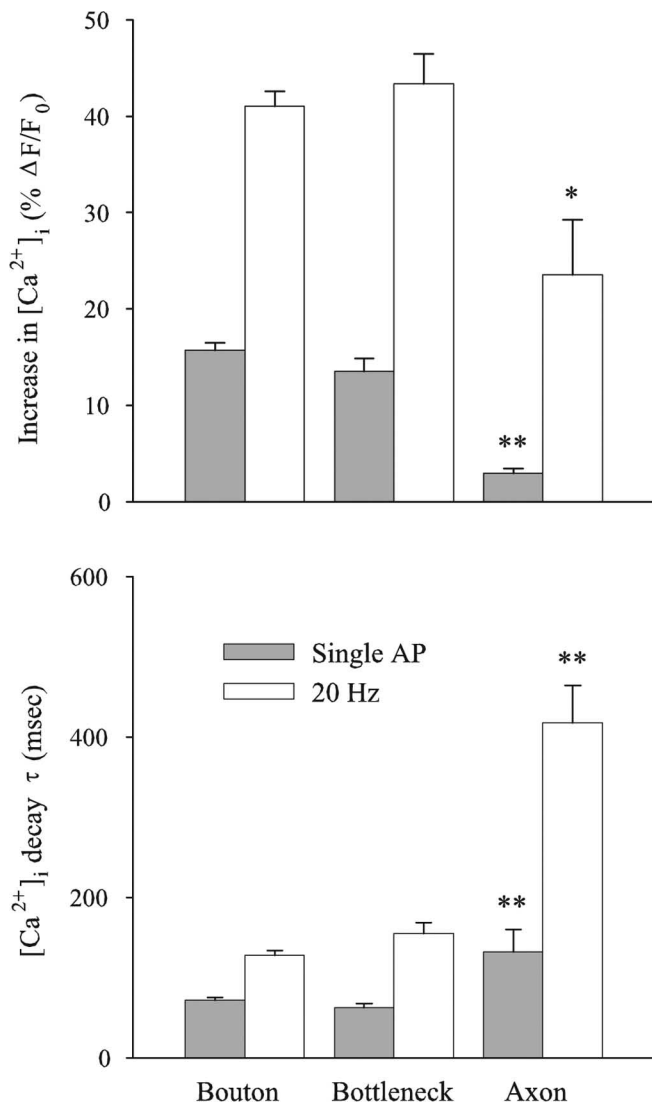 Increase in [Ca²⁺]ᵢ (% ΔF/F₀)
50
40
30
20
10
0
*
**
[Ca²⁺]ᵢ decay τ (msec)
600
400
200
0
Single AP
20 Hz
**
**
Bouton
Bottleneck
Axon